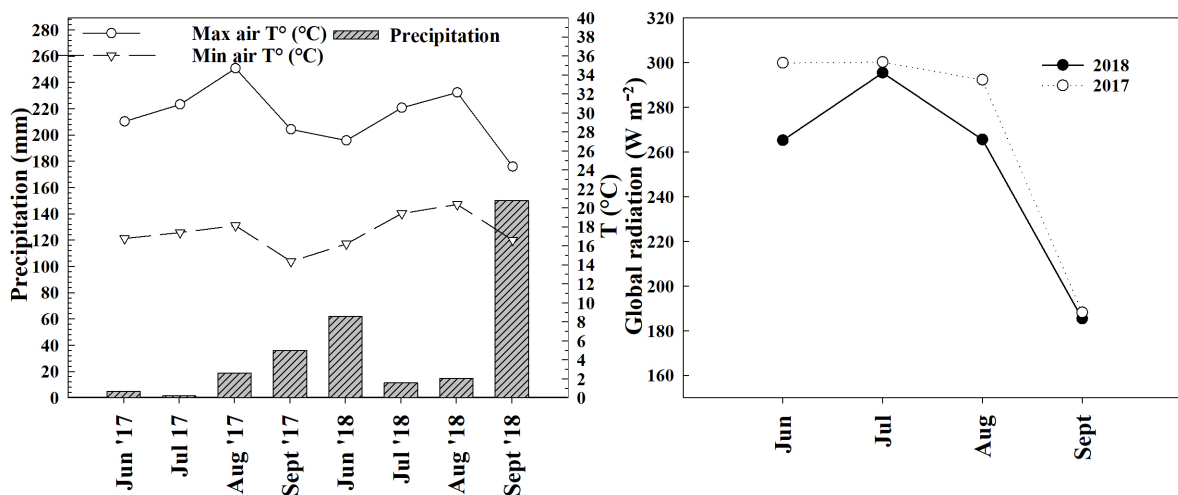 Max air T° (°C)
Precipitation
Min air T° (°C)
Precipitation (mm)
280
260
240
220
200
180
160
140
120
100
80
60
40
20
0
40
38
36
34
32
30
28
26
24
22
20
18
16
14
12
10
8
6
4
2
0
T (°C)
Jun '17
Jul 17
Aug '17
Sept '17
Jun '18
Jul '18
Aug '18
Sept '18
Global radiation (W m⁻²)
320
300
280
260
240
220
200
180
160
2018
2017
Jun
Jul
Aug
Sept